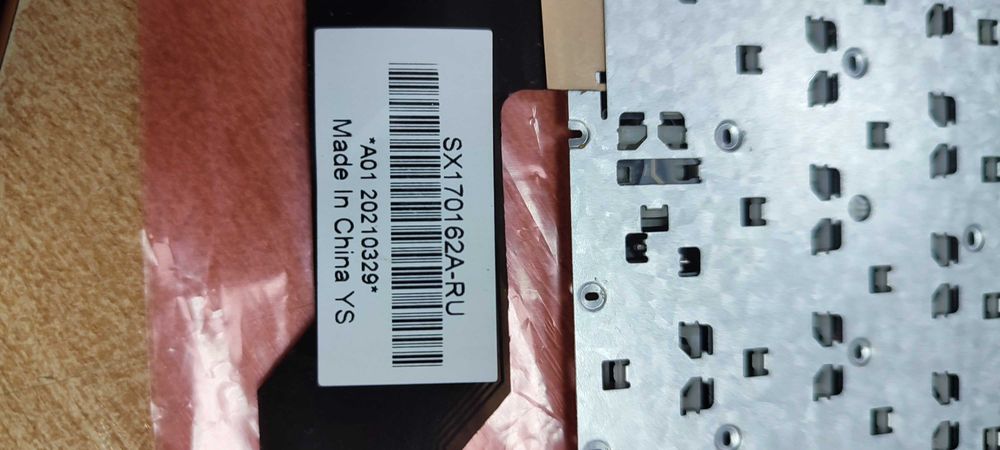 SX170162A-RU
*A01 20210329*
Made In China YS